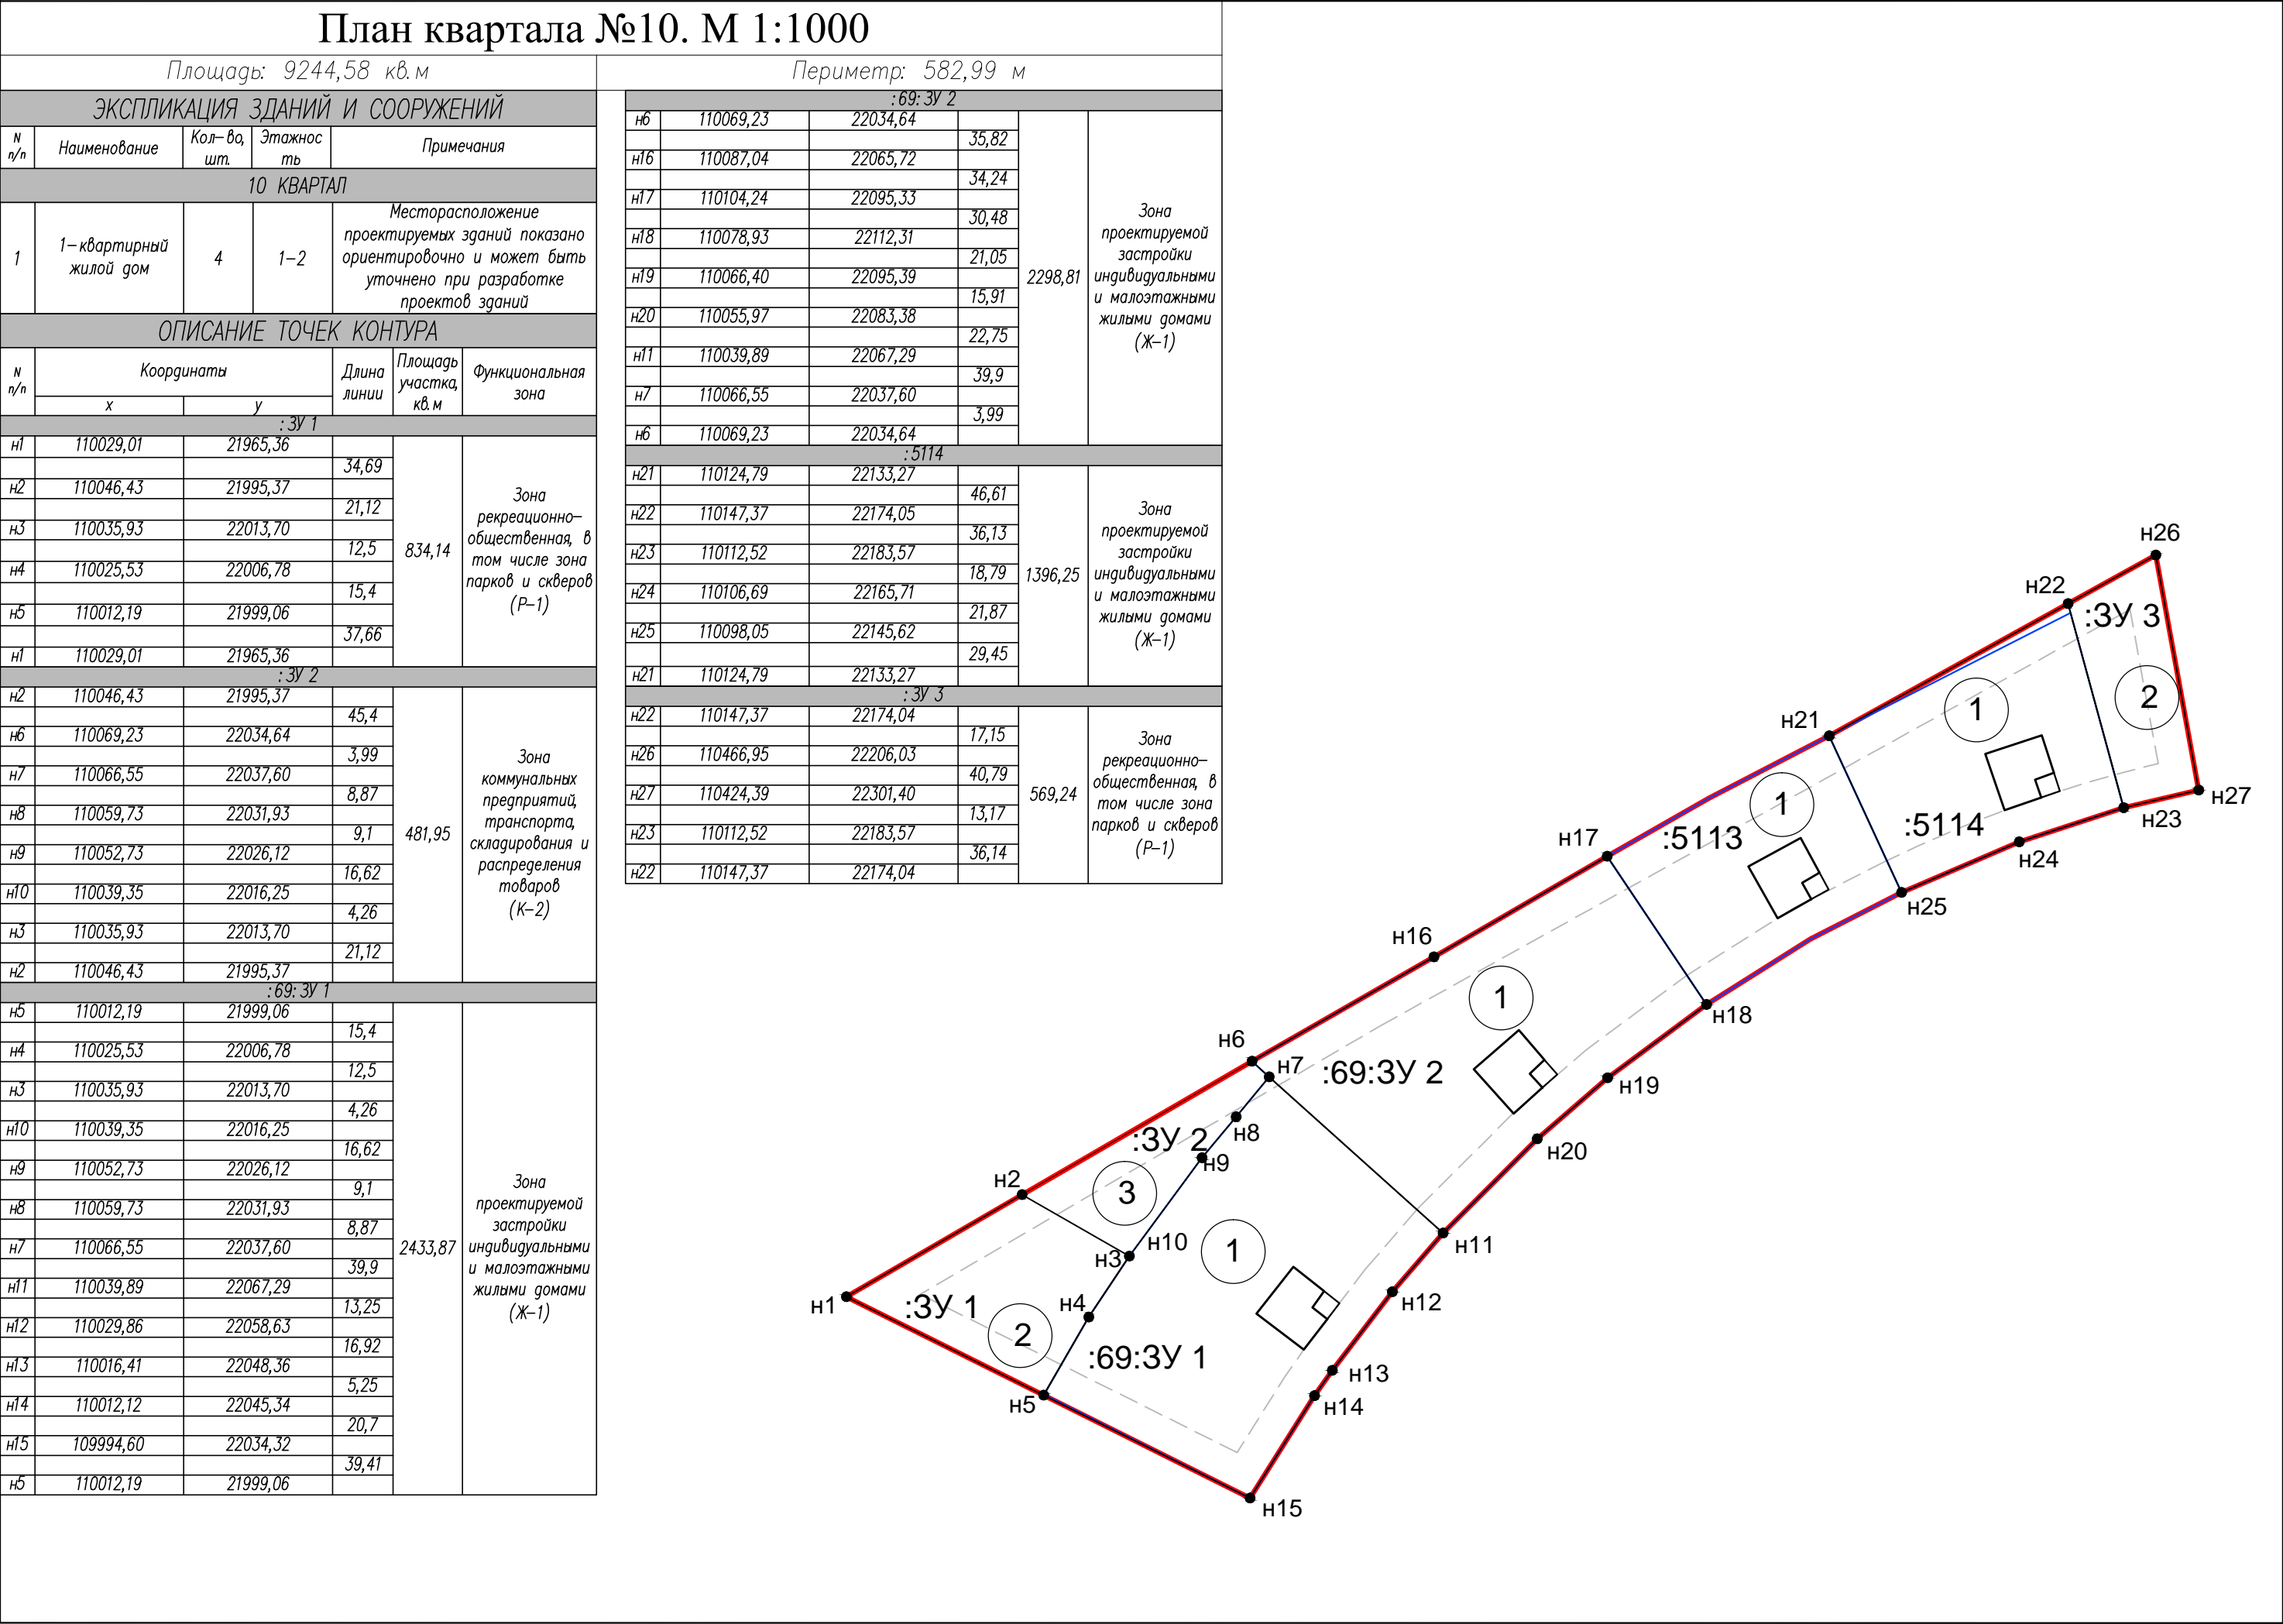 План квартала №10. М 1:1000
Площадь: 9244,58 кв.м
Периметр: 582,99 м
ЭКСПЛИКАЦИЯ ЗДАНИЙ И СООРУЖЕНИЙ
N п/п Наименование Кол-во, шт. Этажнос ть Примечания
10 КВАРТАЛ
1 1-квартирный жилой дом 4 1-2
Месторасположение
проектируемых зданий показано
ориентировочно и может быть
уточнено при разработке
проектов зданий
ОПИСАНИЕ ТОЧЕК КОНТУРА
N п/п Координаты x y Длина линии Площадь участка, кв.м Функциональная зона
:ЗУ 1
н1 110029,01 21965,36
34,69
н2 110046,43 21995,37
21,12
н3 110035,93 22013,70
12,5
н4 110025,53 22006,78
15,4
н5 110012,19 21999,06
37,66
н1 110029,01 21965,36
834,14
Зона
рекреационно-
общественная, в
том числе зона
парков и скверов
(Р-1)
:ЗУ 2
н2 110046,43 21995,37
45,4
н6 110069,23 22034,64
3,99
н7 110066,55 22037,60
8,87
н8 110059,73 22031,93
9,1
н9 110052,73 22026,12
16,62
н10 110039,35 22016,25
4,26
н3 110035,93 22013,70
21,12
н2 110046,43 21995,37
481,95
Зона
коммунальных
предприятий,
транспорта,
складирования и
распределения
товаров
(К-2)
:69:ЗУ 1
н5 110012,19 21999,06
15,4
н4 110025,53 22006,78
12,5
н3 110035,93 22013,70
4,26
н10 110039,35 22016,25
16,62
н9 110052,73 22026,12
9,1
н8 110059,73 22031,93
8,87
н7 110066,55 22037,60
39,9
н11 110039,89 22067,29
13,25
н12 110029,86 22058,63
16,92
н13 110016,41 22048,36
5,25
н14 110012,12 22045,34
20,7
н15 109994,60 22034,32
39,41
н5 110012,19 21999,06
2433,87
Зона
проектируемой
застройки
индивидуальными
и малоэтажными
жилыми домами
(Ж-1)
:69:ЗУ 2
н6 110069,23 22034,64
35,82
н16 110087,04 22065,72
34,24
н17 110104,24 22095,33
30,48
н18 110078,93 22112,31
21,05
н19 110066,40 22095,39
15,91
н20 110055,97 22083,38
22,75
н11 110039,89 22067,29
39,9
н7 110066,55 22037,60
3,99
н6 110069,23 22034,64
2298,81
Зона
проектируемой
застройки
индивидуальными
и малоэтажными
жилыми домами
(Ж-1)
:5114
н21 110124,79 22133,27
46,61
н22 110147,37 22174,05
36,13
н23 110112,52 22183,57
18,79
н24 110106,69 22165,71
21,87
н25 110098,05 22145,62
29,45
н21 110124,79 22133,27
1396,25
Зона
проектируемой
застройки
индивидуальными
и малоэтажными
жилыми домами
(Ж-1)
:ЗУ 3
н22 110147,37 22174,04
17,15
н26 110466,95 22206,03
40,79
н27 110424,39 22301,40
13,17
н23 110112,52 22183,57
36,14
н22 110147,37 22174,04
569,24
Зона
рекреационно-
общественная, в
том числе зона
парков и скверов
(Р-1)
н26
н22
:ЗУ 3
2
1
н21
н27
н23
1
:5114
:5113
н17
н24
н25
н16
1
н18
н6
н7
:69:ЗУ 2
н19
н8
:ЗУ 2
н9
н20
н2
3
н10
1
н11
н3
н12
н4
н1
:ЗУ 1
2
:69:ЗУ 1
н13
н5
н14
н15